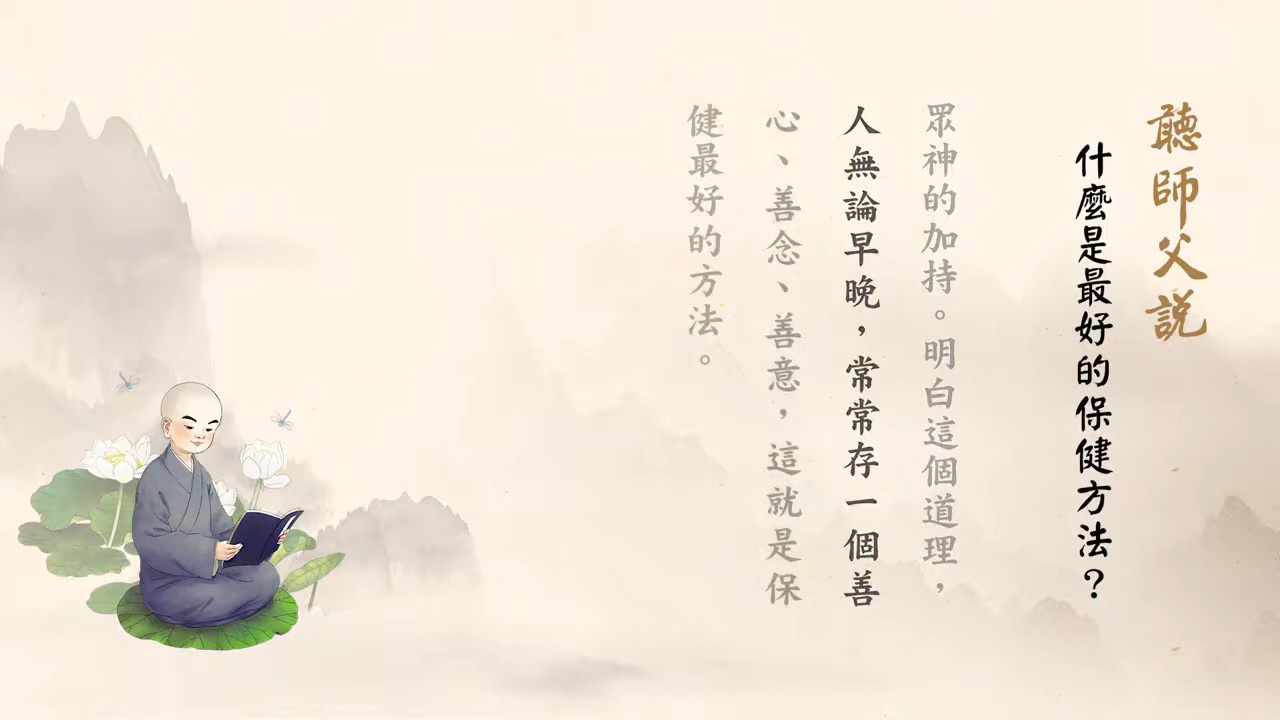 聽師父説
什麼是最好的保健方法？
眾神的加持。明白這個道理，
人無論早晚，常常存一個善
心、善念、善意，這就是保
健最好的方法。